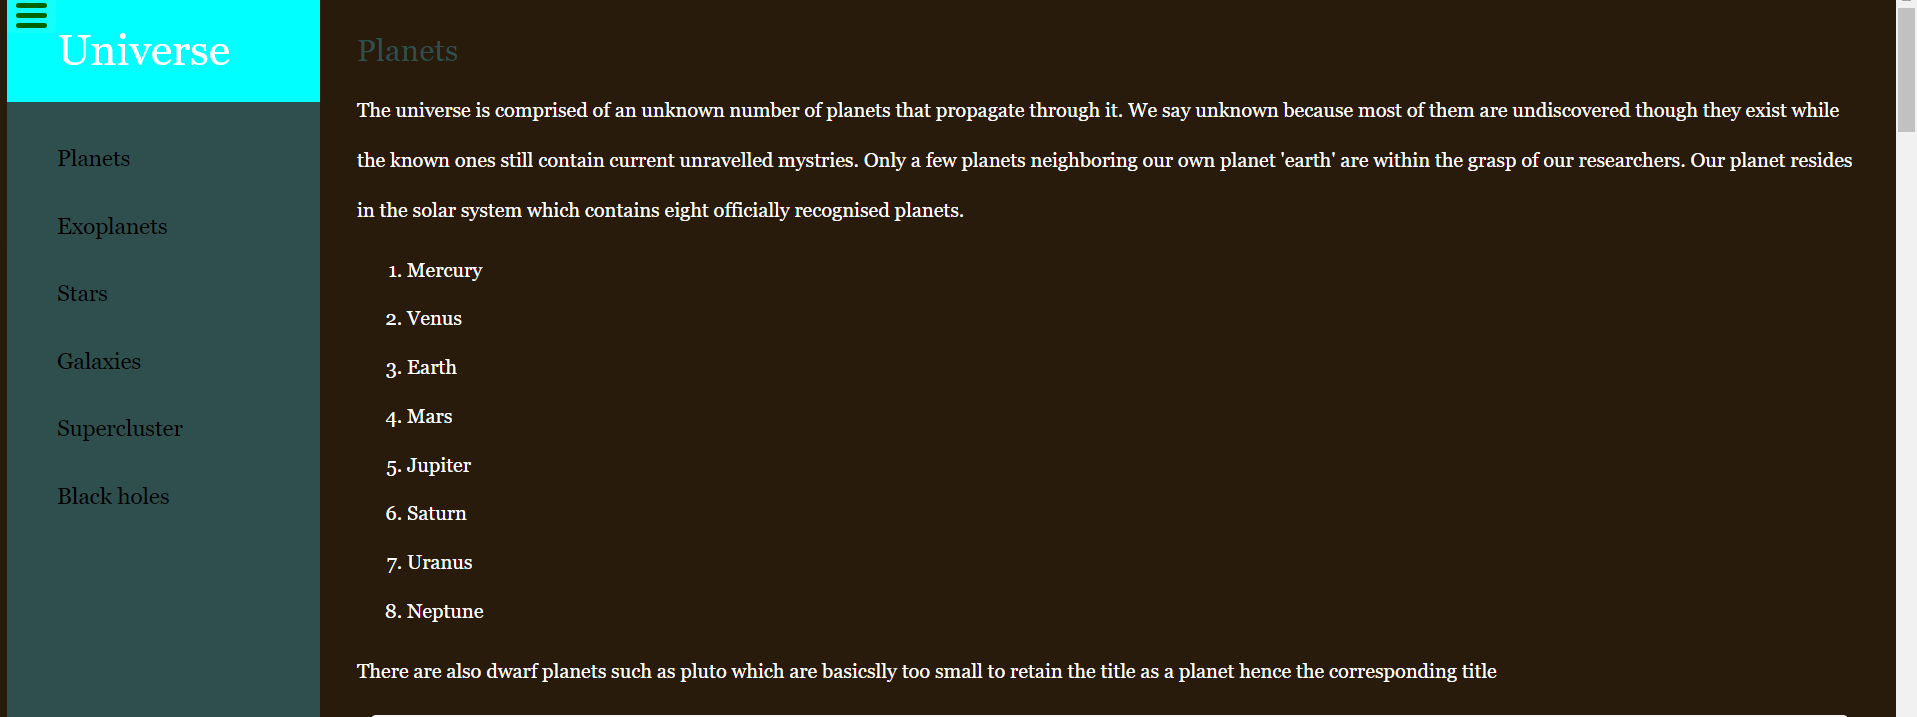 Universe
Planets
Exoplanets
Stars
Galaxies
Supercluster
Black holes
Planets
The universe is comprised of an unknown number of planets that propagate through it. We say unknown because most of them are undiscovered though they exist while
the known ones still contain current unravelled mystries. Only a few planets neighboring our own planet 'earth' are within the grasp of our researchers. Our planet resides
in the solar system which contains eight officially recognised planets.
1. Mercury
2. Venus
3. Earth
4. Mars
5. Jupiter
6. Saturn
7. Uranus
8. Neptune
There are also dwarf planets such as pluto which are basicslly too small to retain the title as a planet hence the corresponding title